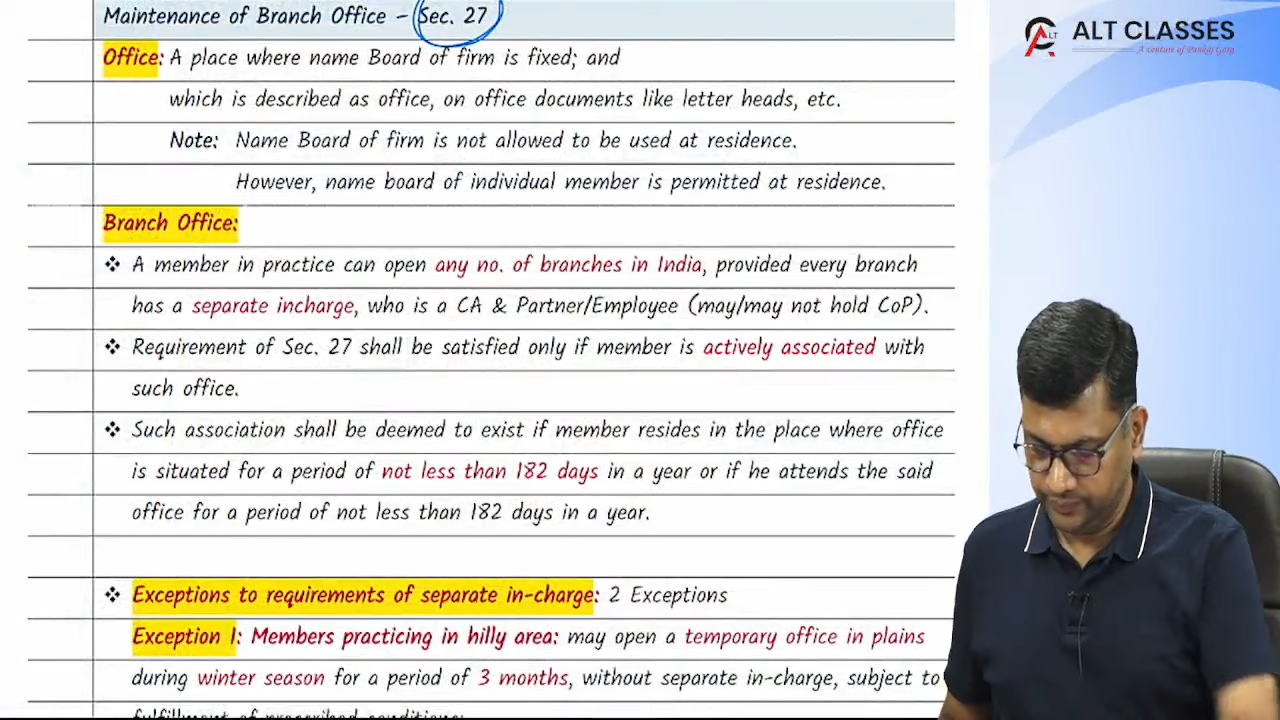 Maintenance of Branch Office – Sec. 27
ALT CLASSES
A venture of Pankaj Garg
Office: A place where name Board of firm is fixed; and
which is described as office, on office documents like letter heads, etc.
Note: Name Board of firm is not allowed to be used at residence.
However, name board of individual member is permitted at residence.
Branch Office:
❖ A member in practice can open any no. of branches in India, provided every branch
has a separate incharge, who is a CA & Partner/Employee (may/may not hold CoP).
❖ Requirement of Sec. 27 shall be satisfied only if member is actively associated with
such office.
❖ Such association shall be deemed to exist if member resides in the place where office
is situated for a period of not less than 182 days in a year or if he attends the said
office for a period of not less than 182 days in a year.
❖ Exceptions to requirements of separate in-charge: 2 Exceptions
Exception 1: Members practicing in hilly area: may open a temporary office in plains
during winter season for a period of 3 months, without separate in-charge, subject to
fulfillment of prescribed conditions: